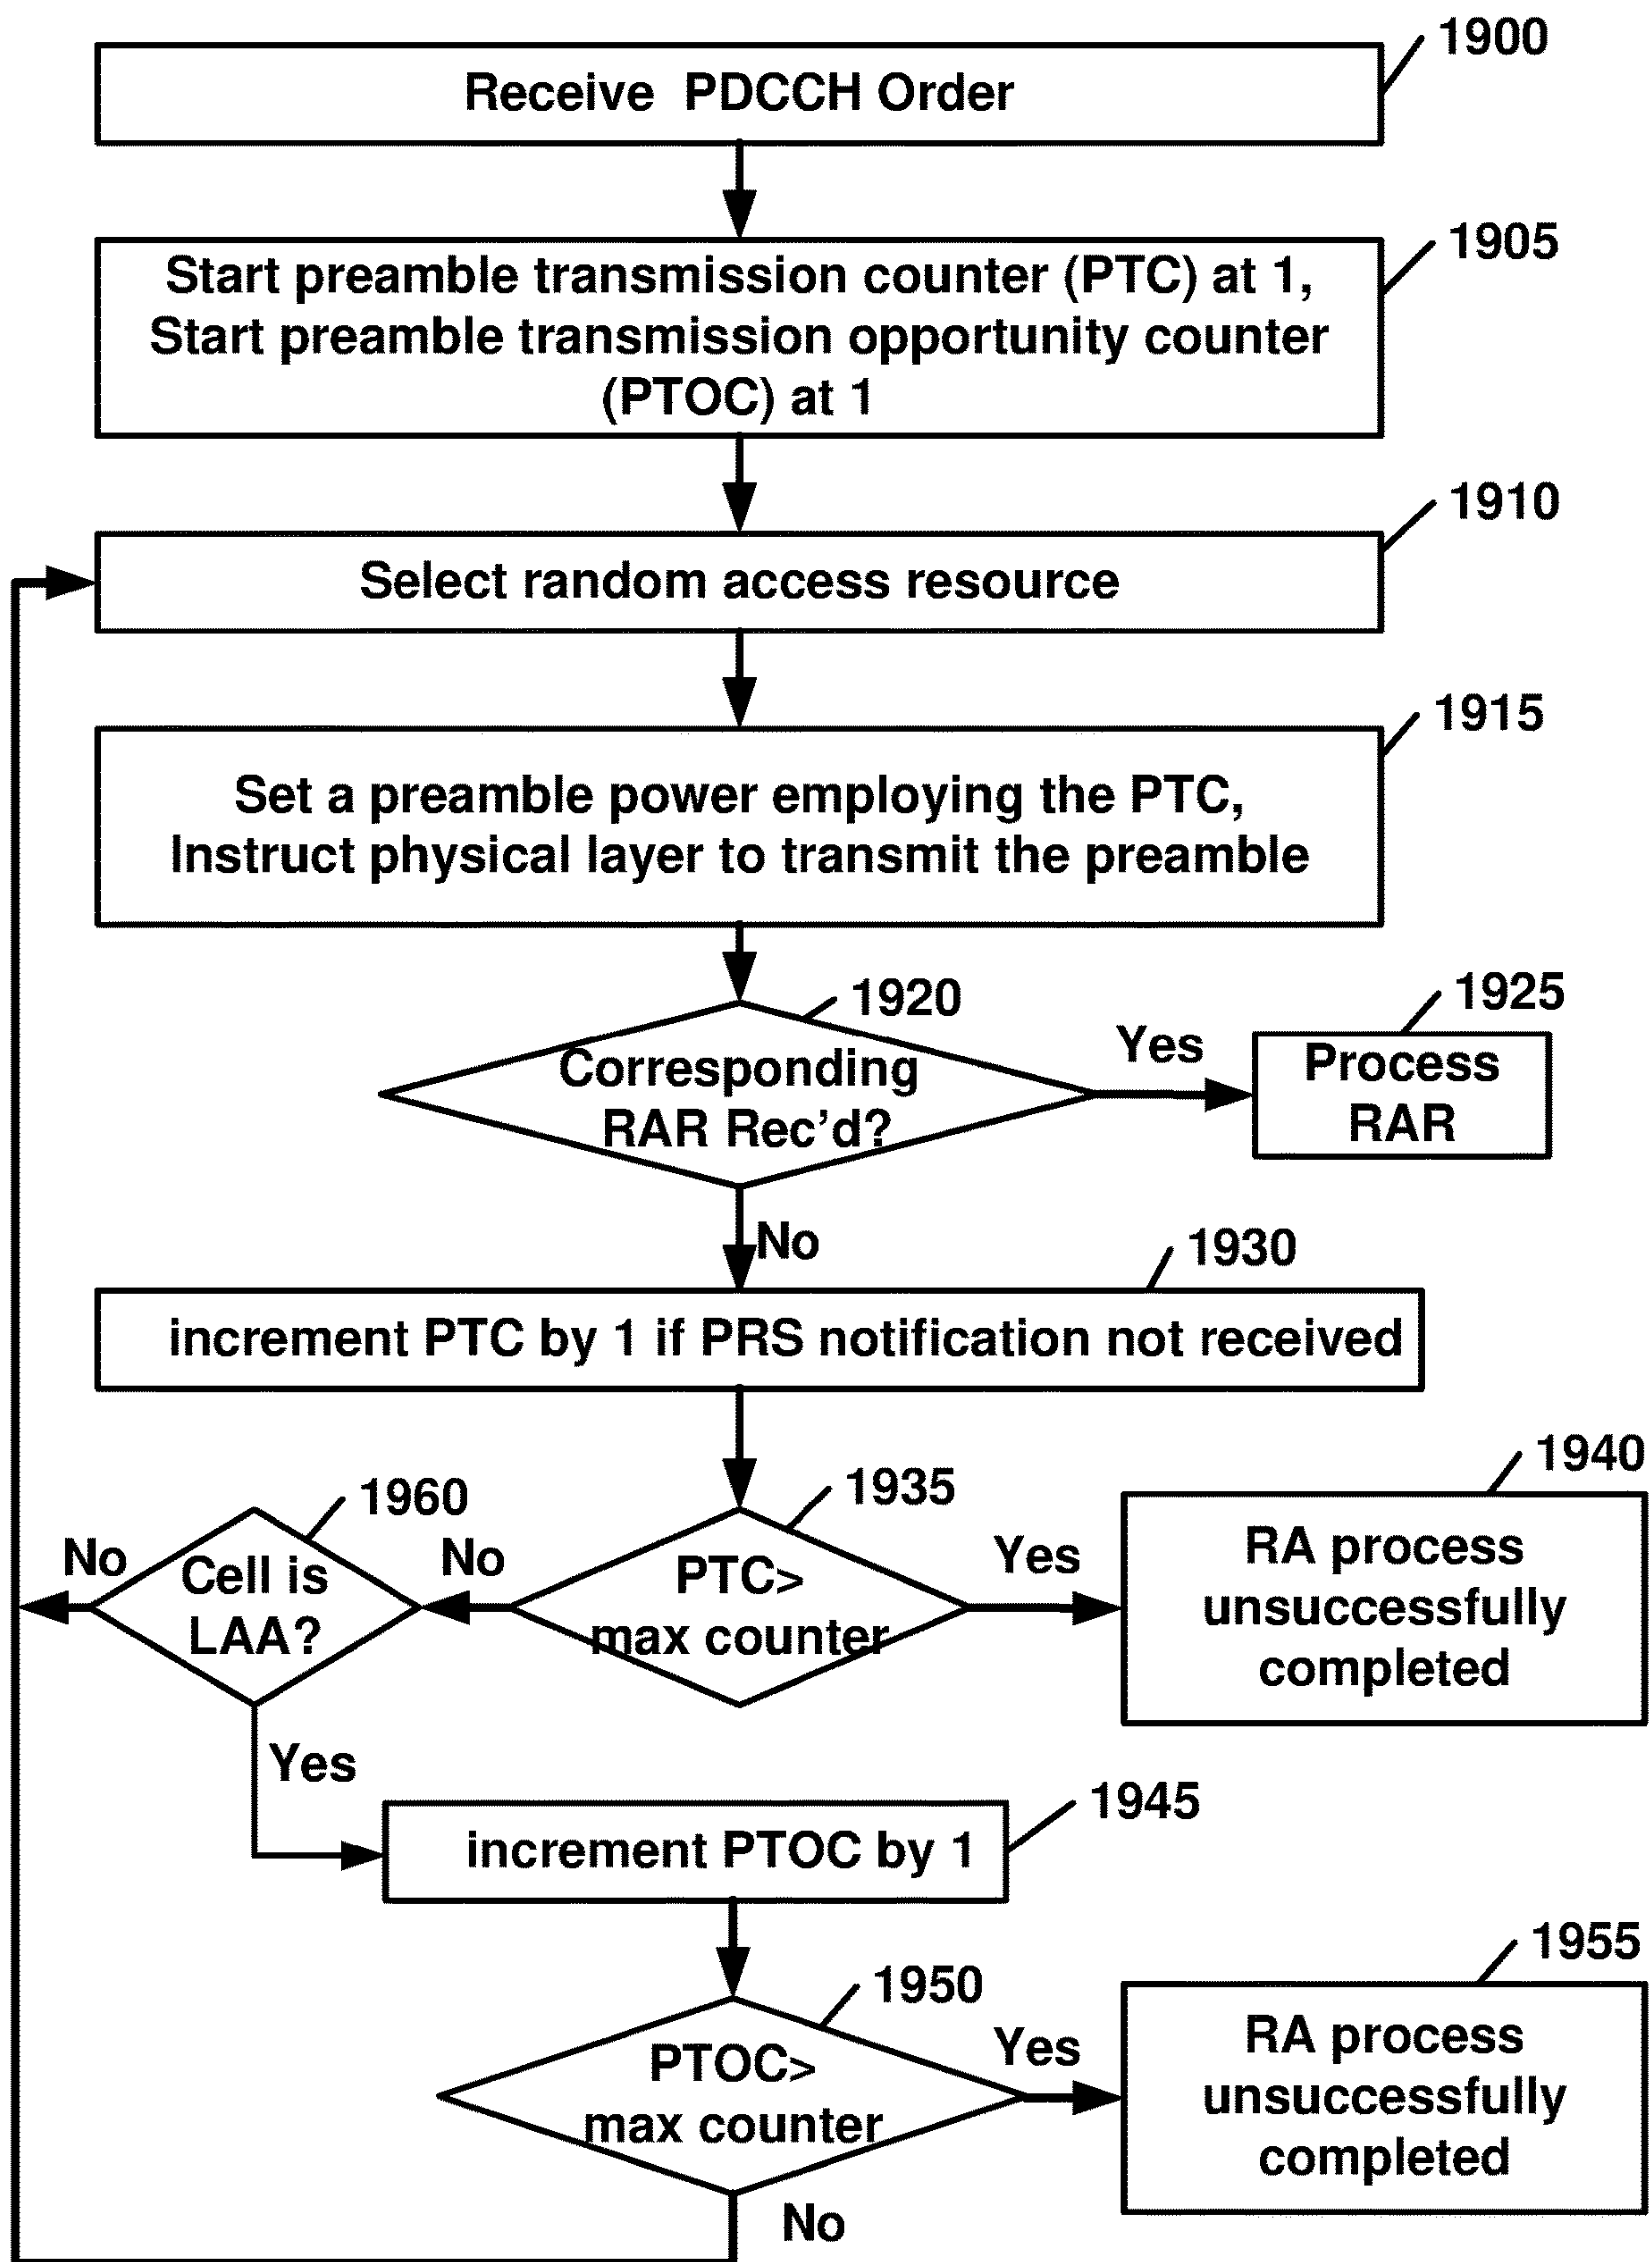 1900
Receive PDCCH Order
1905
Start preamble transmission counter (PTC) at 1,
Start preamble transmission opportunity counter
(PTOC) at 1
1910
Select random access resource
1915
Set a preamble power employing the PTC,
Instruct physical layer to transmit the preamble
1920
Corresponding
RAR Rec'd?
Yes
1925
Process
RAR
No
1930
increment PTC by 1 if PRS notification not received
1935
PTC>
max counter
Yes
1940
RA process
unsuccessfully
completed
No
1960
Cell is
LAA?
No
Yes
1945
increment PTOC by 1
1950
PTOC>
max counter
Yes
1955
RA process
unsuccessfully
completed
No